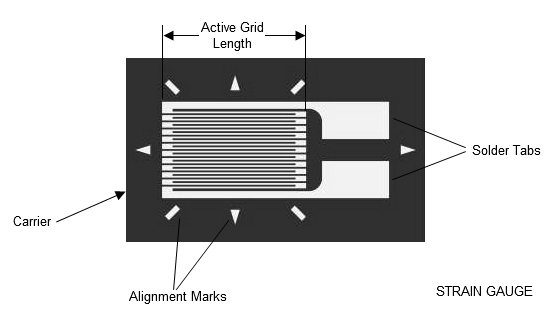 Active Grid
Length
Solder Tabs
Carrier
Alignment Marks
STRAIN GAUGE